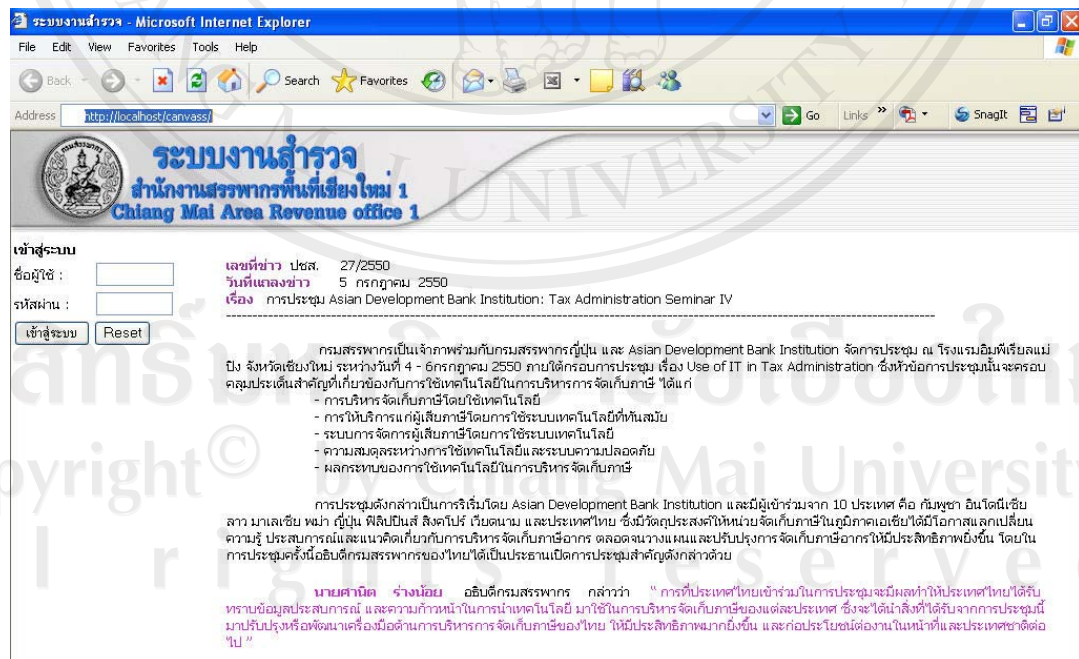 ระบบงานสำรวจ - Microsoft Internet Explorer
File Edit View Favorites Tools Help
Back Search Favorites
Address http://localhost/canvass/ Go Links » SnagIt
ระบบงานสำรวจ
สำนักงานสรรพากรพื้นที่เชียงใหม่ 1
Chiang Mai Area Revenue office 1
เข้าสู่ระบบ
ชื่อผู้ใช้ :
รหัสผ่าน :
เข้าสู่ระบบ Reset
เลขที่ข่าว ปชส. 27/2550
วันที่แถลงข่าว 5 กรกฎาคม 2550
เรื่อง การประชุม Asian Development Bank Institution: Tax Administration Seminar IV
กรมสรรพากรเป็นเจ้าภาพร่วมกับกรมสรรพากรญี่ปุ่น และ Asian Development Bank Institution จัดการประชุม ณ โรงแรมอิมพีเรียลแม่
ปิง จังหวัดเชียงใหม่ ระหว่างวันที่ 4 - 6กรกฎาคม 2550 ภายใต้กรอบการประชุม เรื่อง Use of IT in Tax Administration ซึ่งหัวข้อการประชุมนั้นจะครอบ
คลุมประเด็นสำคัญที่เกี่ยวข้องกับการใช้เทคโนโลยีในการบริหารการจัดเก็บภาษี ได้แก่
- การบริหารจัดเก็บภาษีโดยใช้เทคโนโลยี
- การให้บริการแก่ผู้เสียภาษีโดยการใช้ระบบเทคโนโลยีที่ทันสมัย
- ระบบการจัดการผู้เสียภาษีโดยการใช้ระบบเทคโนโลยี
- ความสมดุลระหว่างการใช้เทคโนโลยีและระบบความปลอดภัย
- ผลกระทบของการใช้เทคโนโลยีในการบริหารจัดเก็บภาษี
การประชุมดังกล่าวเป็นการริเริ่มโดย Asian Development Bank Institution และมีผู้เข้าร่วมจาก 10 ประเทศ คือ กัมพูชา อินโดนีเซีย
ลาว มาเลเซีย พม่า ญี่ปุ่น ฟิลิปปินส์ สิงคโปร์ เวียดนาม และประเทศไทย ซึ่งมีวัตถุประสงค์ให้หน่วยจัดเก็บภาษีในภูมิภาคเอเชียได้มีโอกาสแลกเปลี่ยน
ความรู้ ประสบการณ์และแนวคิดเกี่ยวกับการบริหารจัดเก็บภาษีอากร ตลอดจนวางแผนและปรับปรุงการจัดเก็บภาษีอากรให้มีประสิทธิภาพยิ่งขึ้น โดยใน
การประชุมครั้งนี้อธิบดีกรมสรรพากรของไทยได้เป็นประธานเปิดการประชุมสำคัญดังกล่าวด้วย
นายศานิต ร่างน้อย อธิบดีกรมสรรพากร กล่าวว่า " การที่ประเทศไทยเข้าร่วมในการประชุมจะมีผลทำให้ประเทศไทยได้รับ
ทราบข้อมูลประสบการณ์ และความก้าวหน้าในการนำเทคโนโลยี มาใช้ในการบริหารจัดเก็บภาษีของแต่ละประเทศ ซึ่งจะได้นำสิ่งที่ได้รับจากการประชุมนี้
มาปรับปรุงหรือพัฒนาเครื่องมือด้านการบริหารการจัดเก็บภาษีของไทย ให้มีประสิทธิภาพมากยิ่งขึ้น และก่อประโยชน์ต่องานในหน้าที่และประเทศชาติต่อ
ไป "